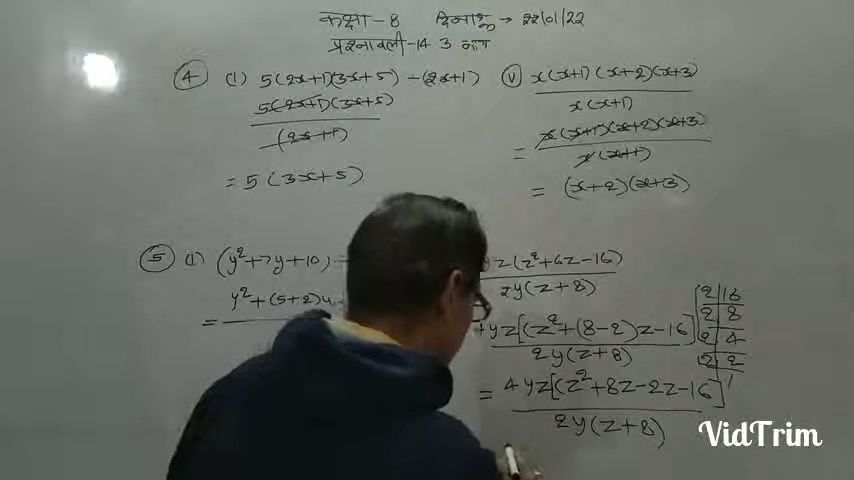 कक्षा - 8 दिनाङ्क → 22/01/22
प्रश्नावली - 14 3 भाग
④ (i) 5(2x+1)(3x+5) ÷ (2x+1)
5(2x+1)(3x+5)
(2x+1)
= 5(3x+5)
(v) x(x+1)(x+2)(x+3)
x(x+1)
= x(x+1)(x+2)(x+3)
x(x+1)
= (x+2)(x+3)
⑤ (i) (y²+7y+10)
= y²+(5+2)y
yz(z²+6z-16)
2y(z+8)
4yz[(z²+(8-2)z-16]
2y(z+8)
= 4yz[(z²+8z-2z-16]
2y(z+8)
2|16
2|8
2|4
2|2
1
VidTrim